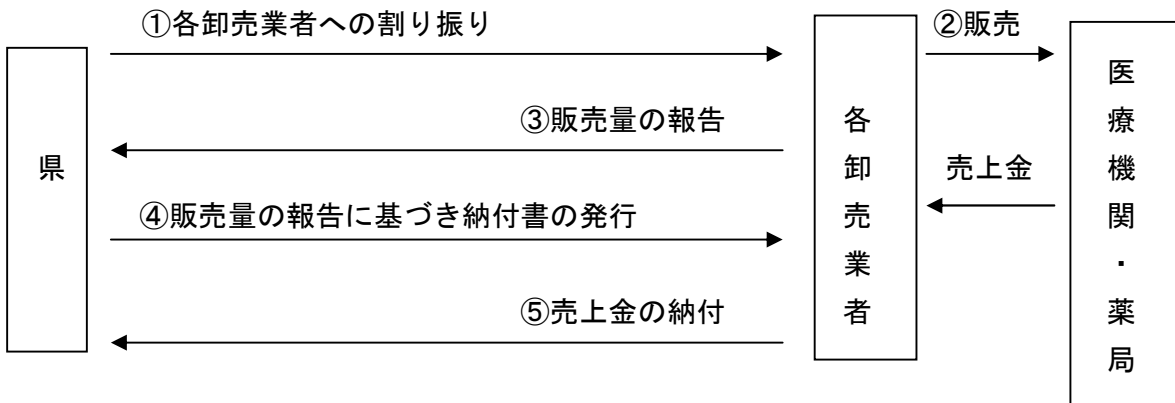 ①各卸売業者への割り振り
②販売
③販売量の報告
県
各卸売業者
医療機関・薬局
売上金
④販売量の報告に基づき納付書の発行
⑤売上金の納付